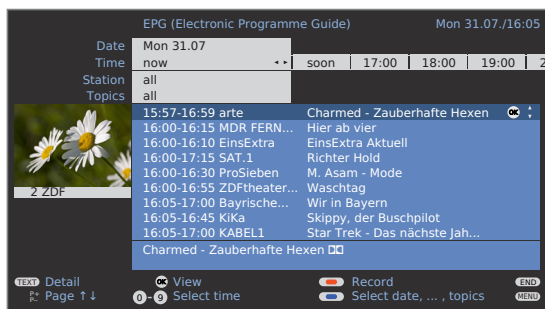 EPG (Electronic Programme Guide) Mon 31.07./16:05
Date Mon 31.07
Time now soon 17:00 18:00 19:00 2
Station all
Topics all
15:57-16:59 arte Charmed - Zauberhafte Hexen OK
16:00-16:15 MDR FERN... Hier ab vier
16:00-16:10 EinsExtra EinsExtra Aktuell
16:00-17:15 SAT.1 Richter Hold
16:00-16:30 ProSieben M. Asam - Mode
16:00-16:55 ZDFtheater... Waschtag
16:05-17:00 Bayrische... Wir in Bayern
16:05-16:45 KiKa Skippy, der Buschpilot
16:05-17:00 KABEL1 Star Trek - Das nächste Jah...
2 ZDF
Charmed - Zauberhafte Hexen
TEXT Detail OK View Record END
P+ P- Page ↑↓ 0-9 Select time Select date, ... , topics MENU